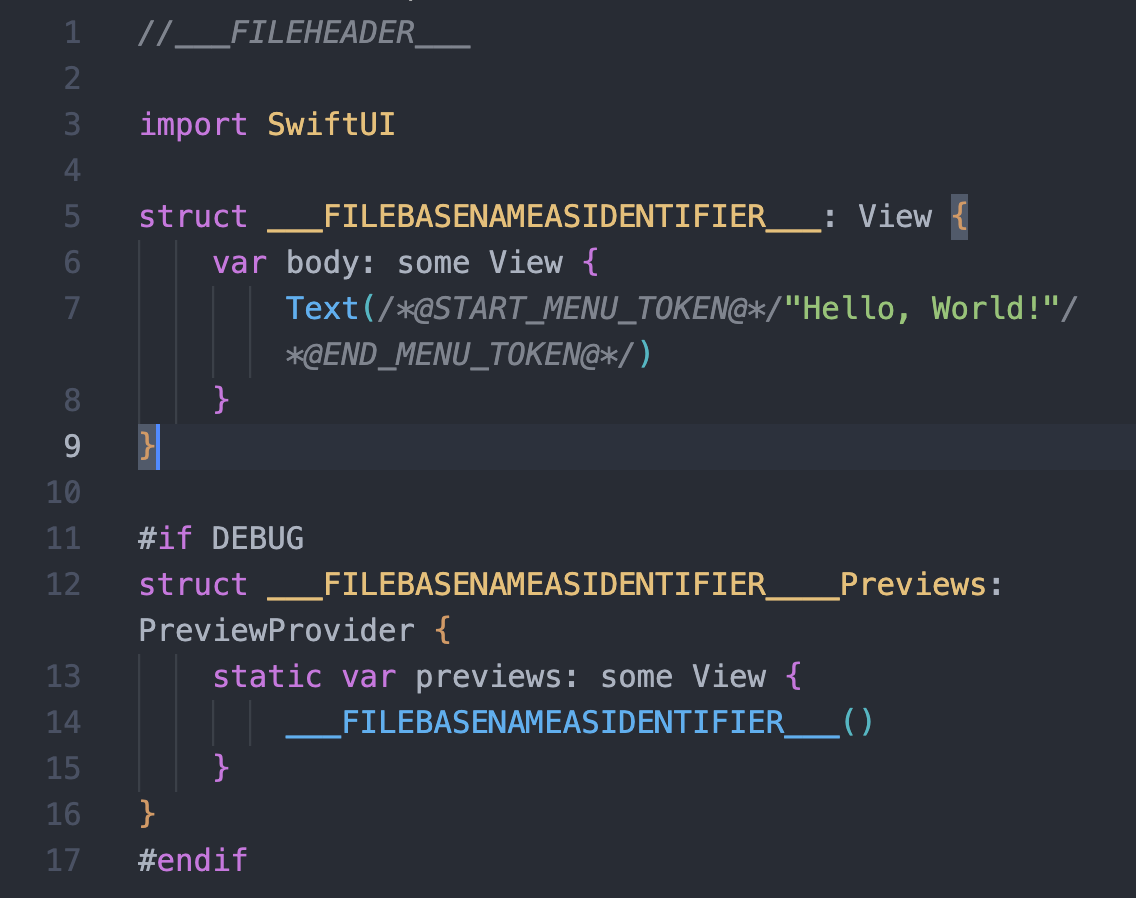 1 //___FILEHEADER___
2
3 import SwiftUI
4
5 struct ___FILEBASENAMEASIDENTIFIER___: View {
6     var body: some View {
7         Text(/*@START_MENU_TOKEN@*/"Hello, World!"/
        *@END_MENU_TOKEN@*/)
8     }
9 }
10
11 #if DEBUG
12 struct ___FILEBASENAMEASIDENTIFIER____Previews:
PreviewProvider {
13     static var previews: some View {
14         ___FILEBASENAMEASIDENTIFIER___()
15     }
16 }
17 #endif